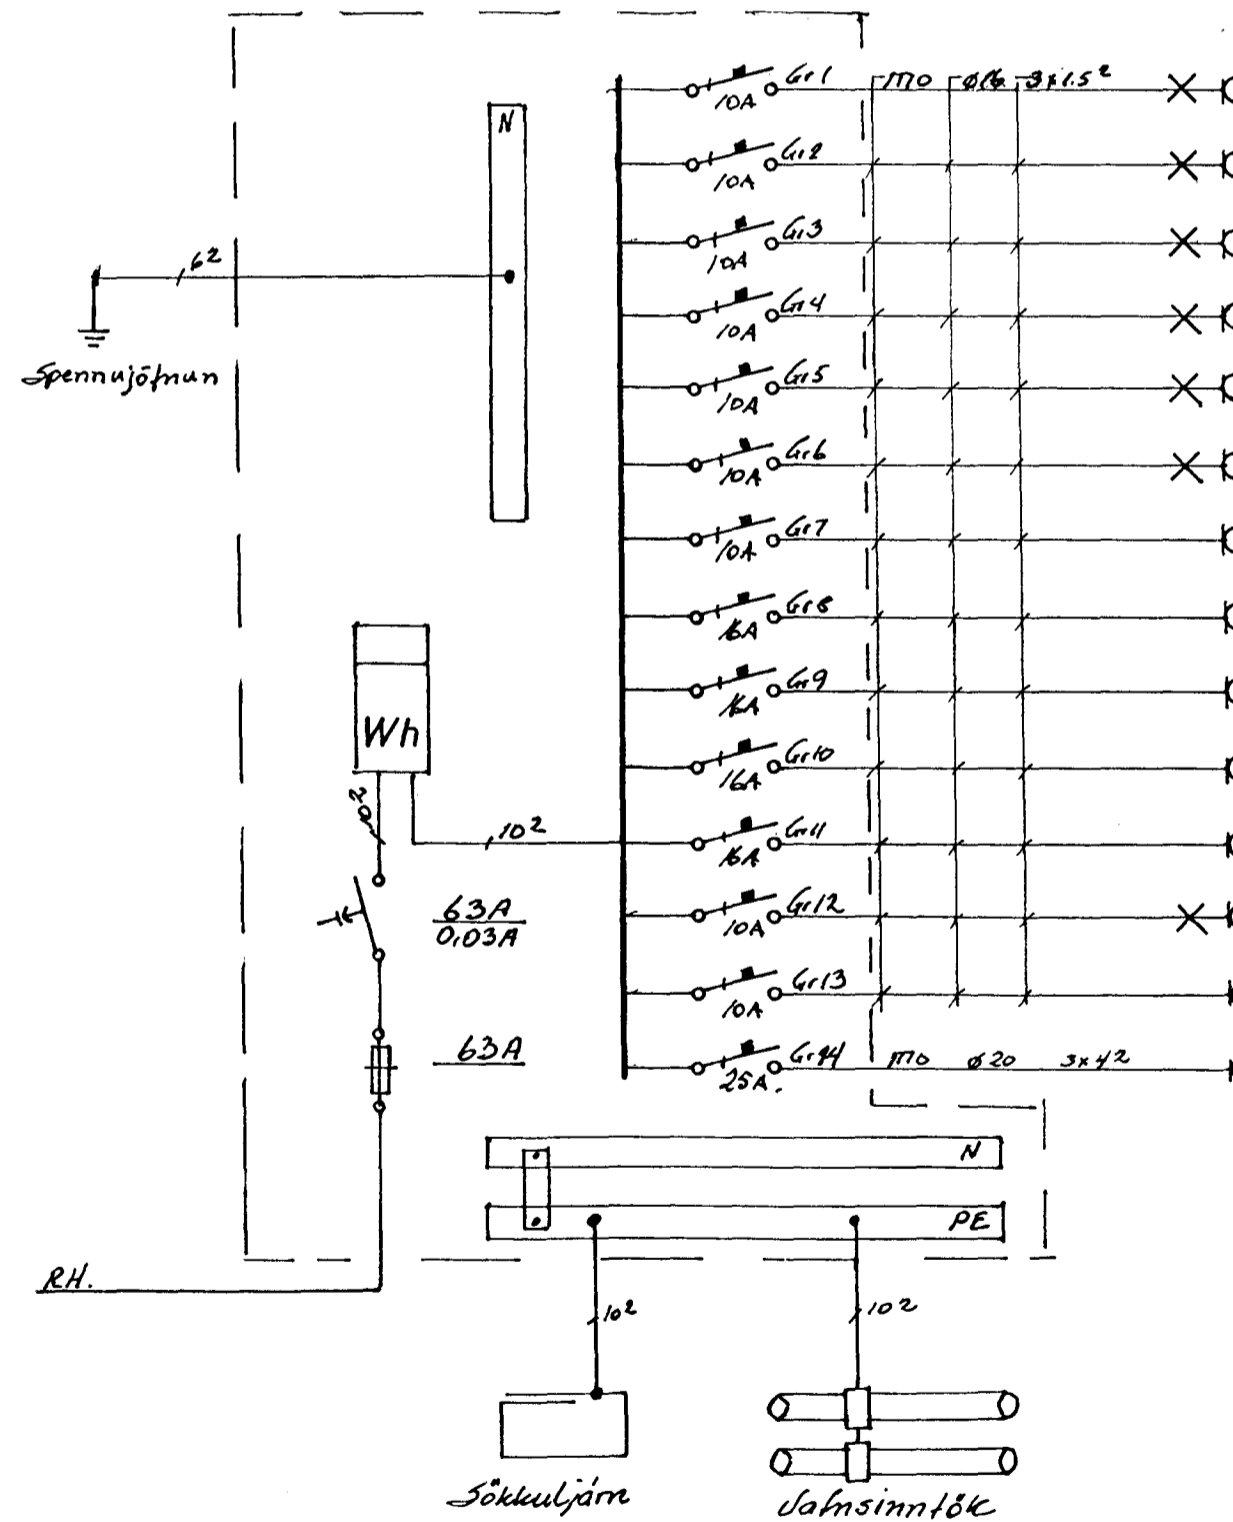 Gr1 mo ø16 3x1.5²
10A
N
Gr2
10A
Gr3
10A
6²
Gr4
10A
Spennujöfnun
Gr5
10A
Gr6
10A
Gr7
10A
Gr8
16A
Gr9
16A
Wh
Gr10
16A
10²
10²
Gr11
16A
63A
0,03A
Gr12
10A
Gr13
10A
63A
Gr14 mo ø20 3x4²
25A.
N
PE
RH.
10²
10²
Sökkuljárn
Vatnsinntök